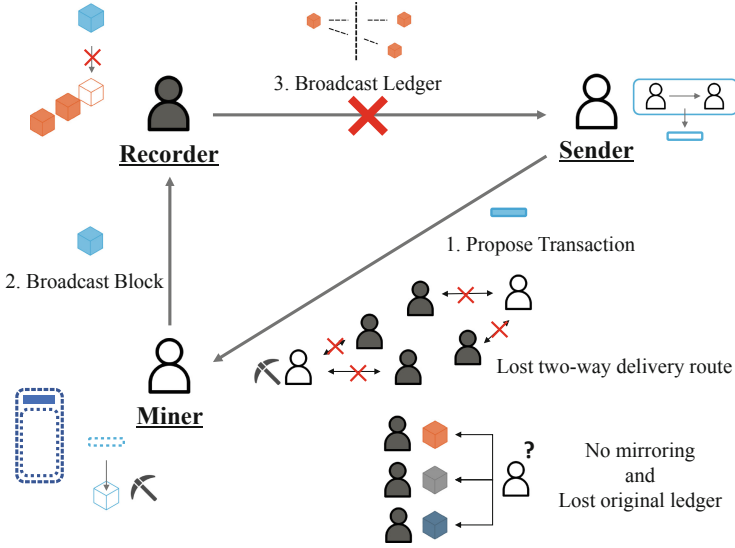 3. Broadcast Ledger
Recorder
Sender
1. Propose Transaction
2. Broadcast Block
Lost two-way delivery route
Miner
?
No mirroring
and
Lost original ledger